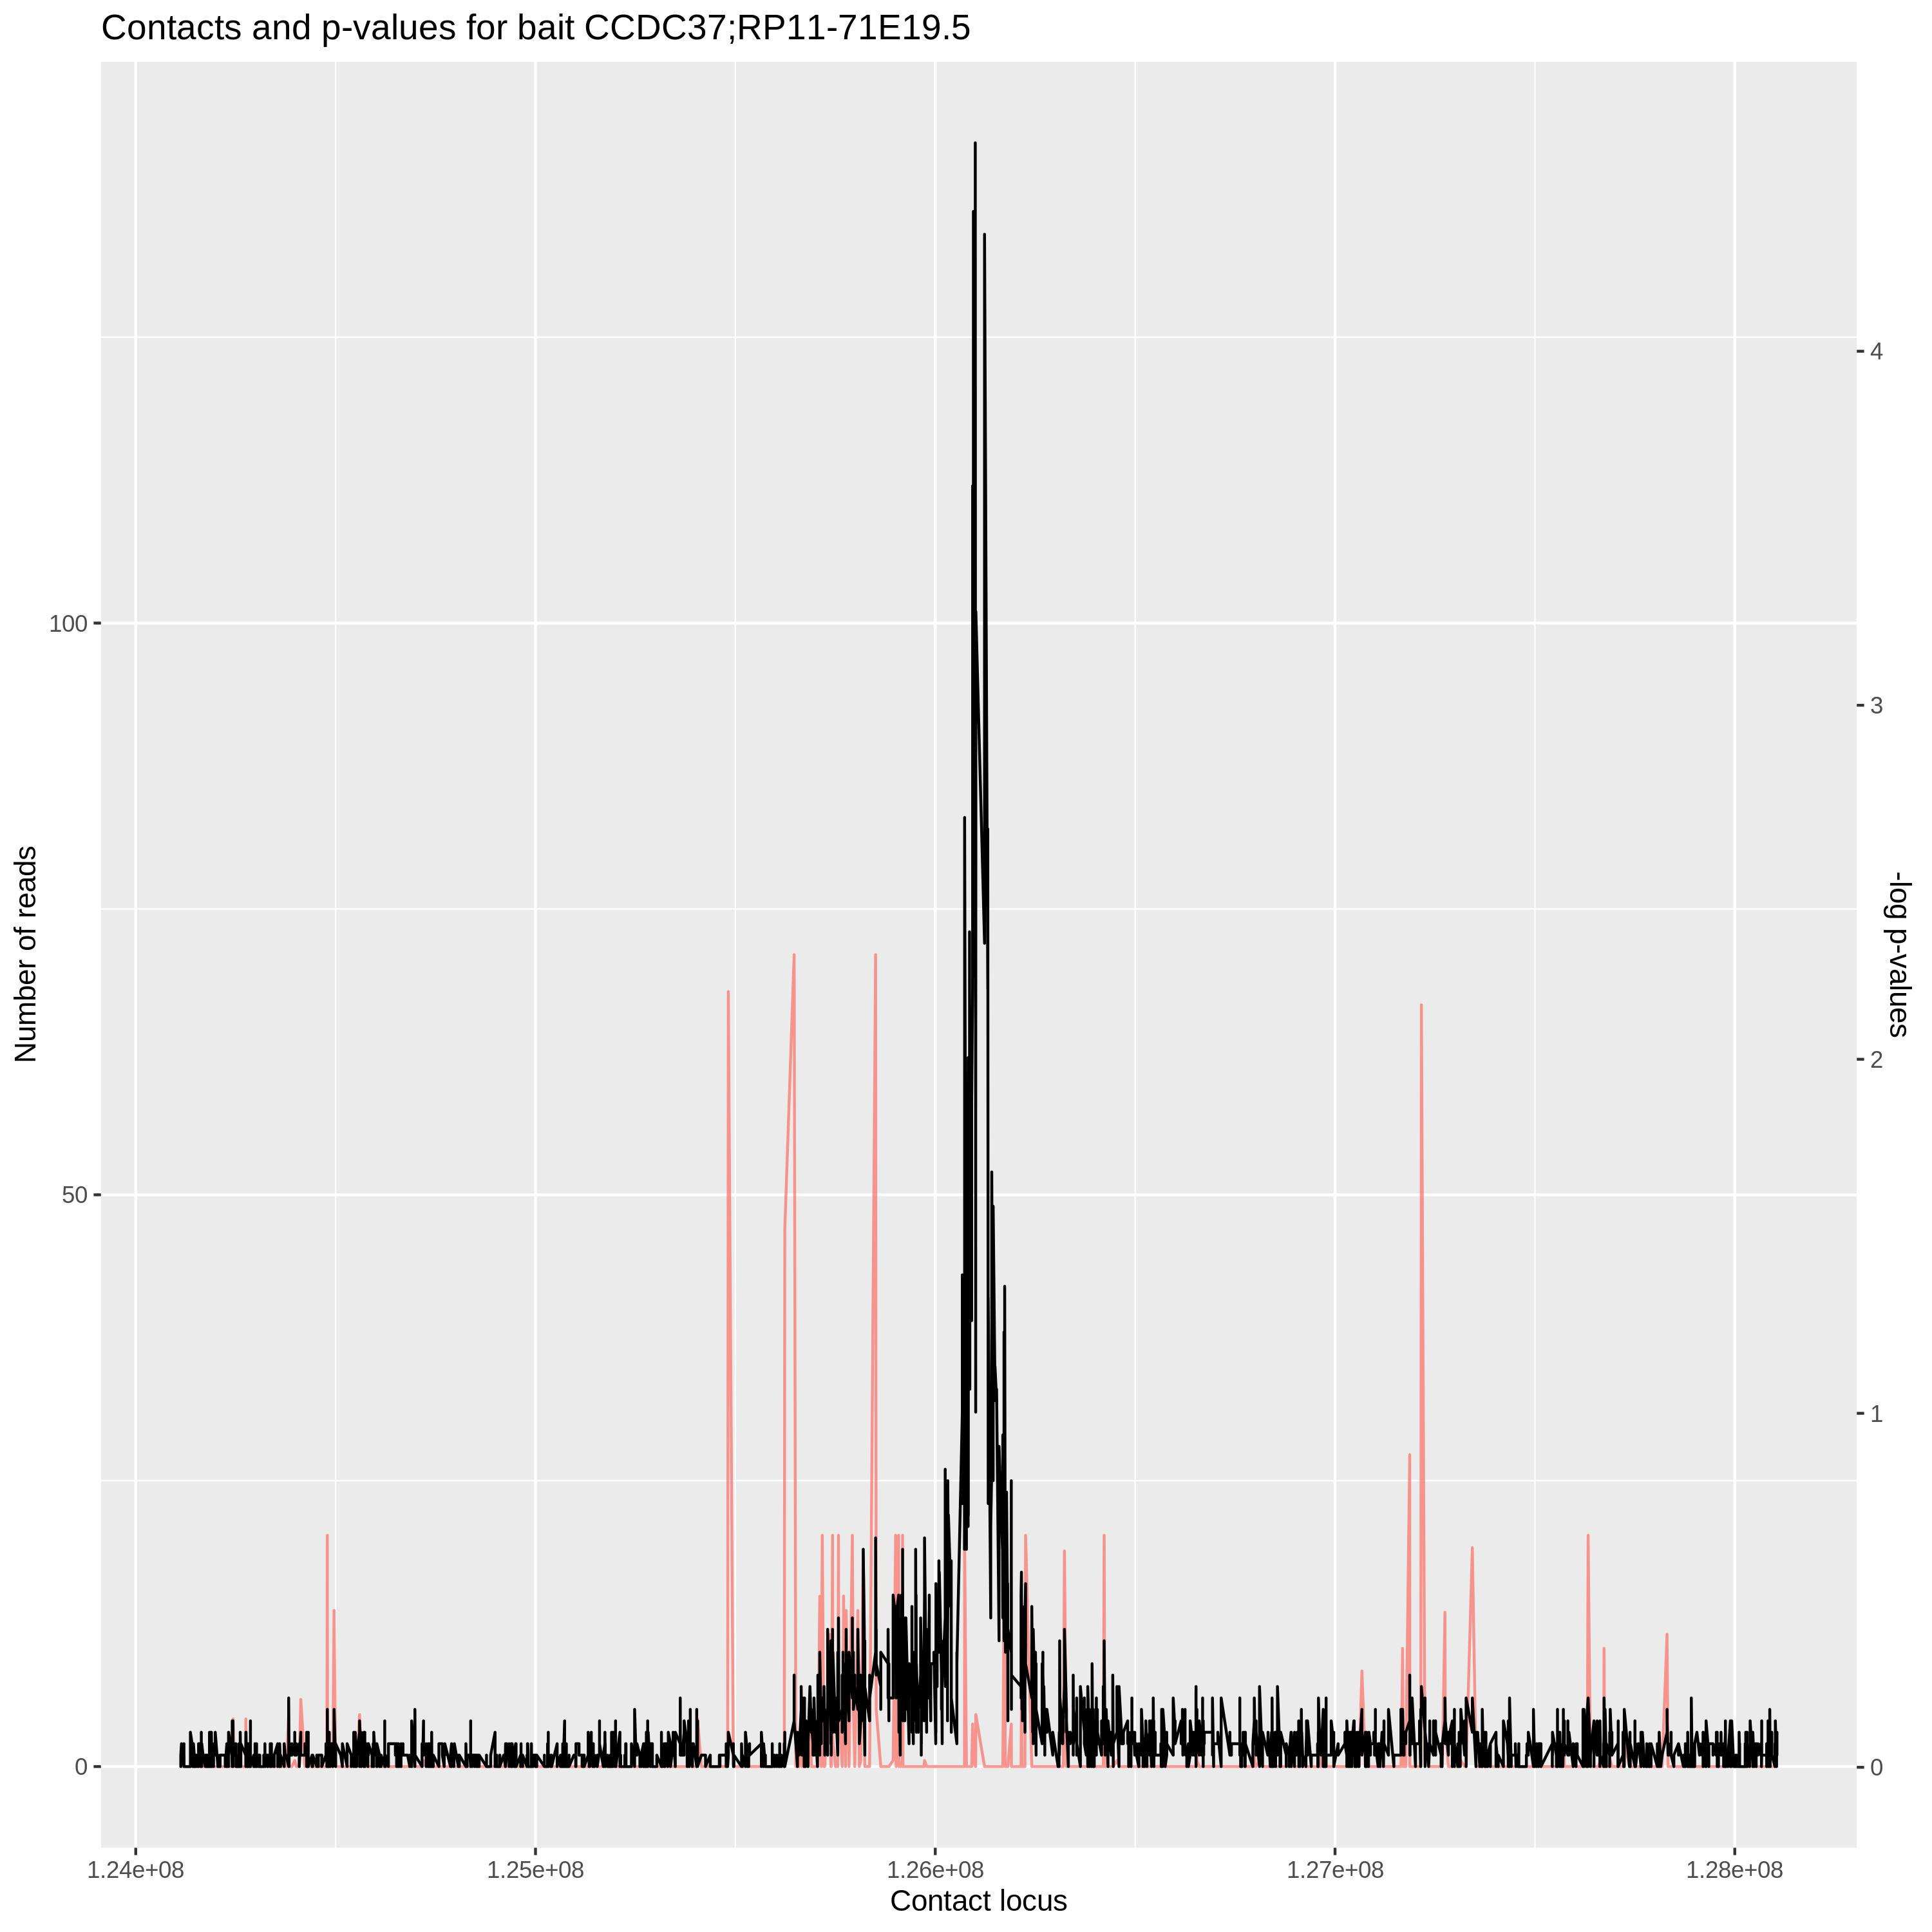 Contacts and p-values for bait CCDC37;RP11-71E19.5
Number of reads
100
50
0
4
3
2
1
0
-log p-values
1.24e+08
1.25e+08
1.26e+08
1.27e+08
1.28e+08
Contact locus